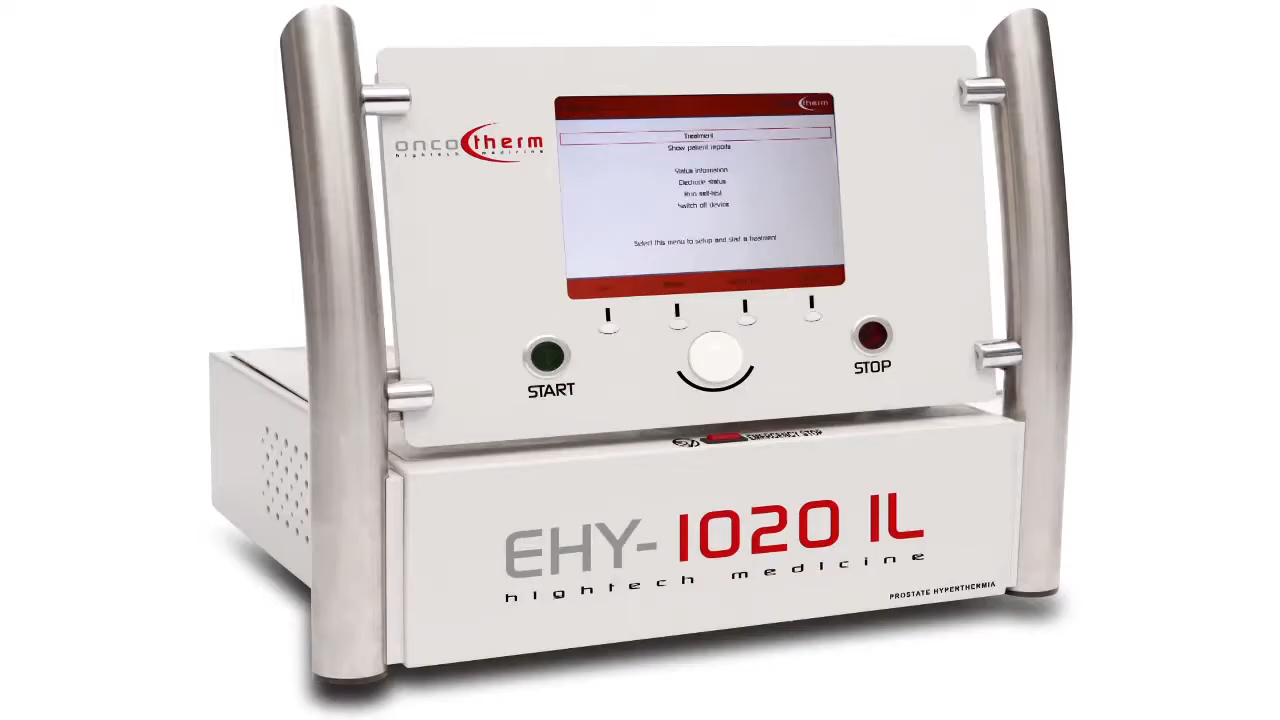 oncotherm
hightech medicine
therm
Treatment
Show patient reports
Status information
Electrode status
Run self-test
Switch off device
Select this menu to setup and start a treatment
START
STOP
EMERGENCY STOP
EHY-1020 IL
hightech medicine
PROSTATE HYPERTHERMIA